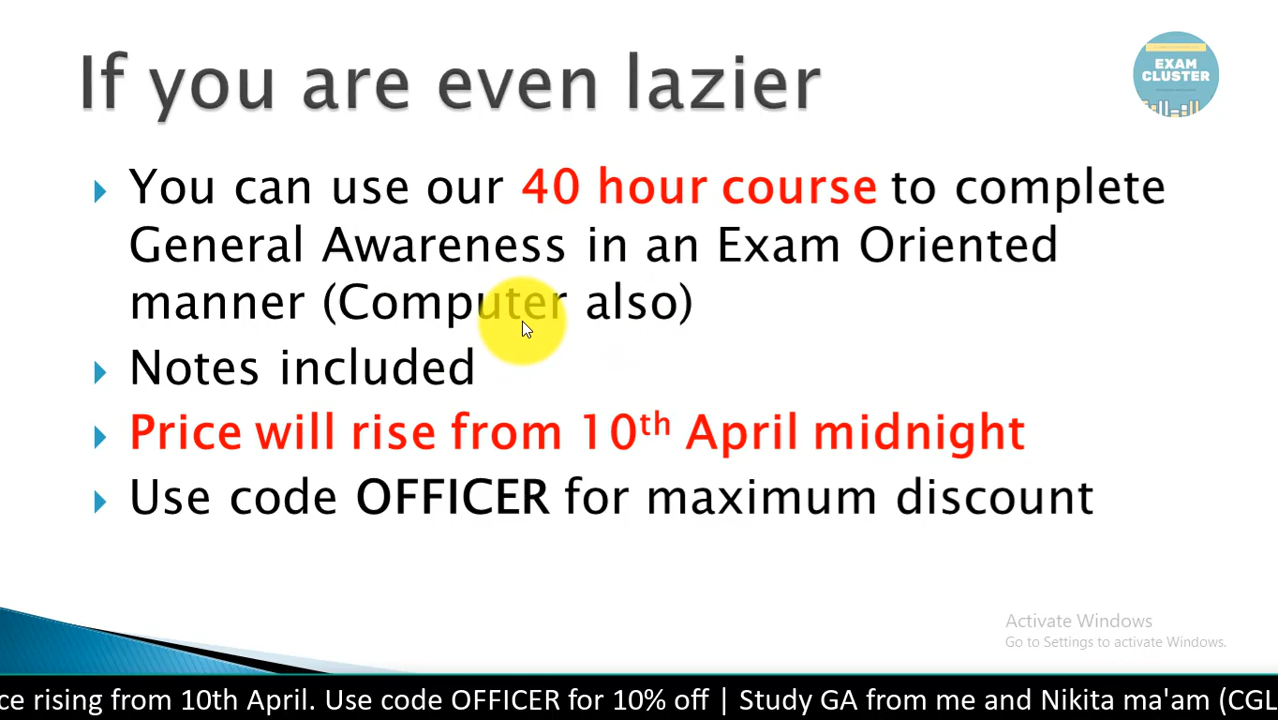 If you are even lazier
EXAM
CLUSTER
You can use our 40 hour course to complete
General Awareness in an Exam Oriented
manner (Computer also)
Notes included
Price will rise from 10th April midnight
Use code OFFICER for maximum discount
Activate Windows
Go to Settings to activate Windows.
ce rising from 10th April. Use code OFFICER for 10% off | Study GA from me and Nikita ma'am (CGL